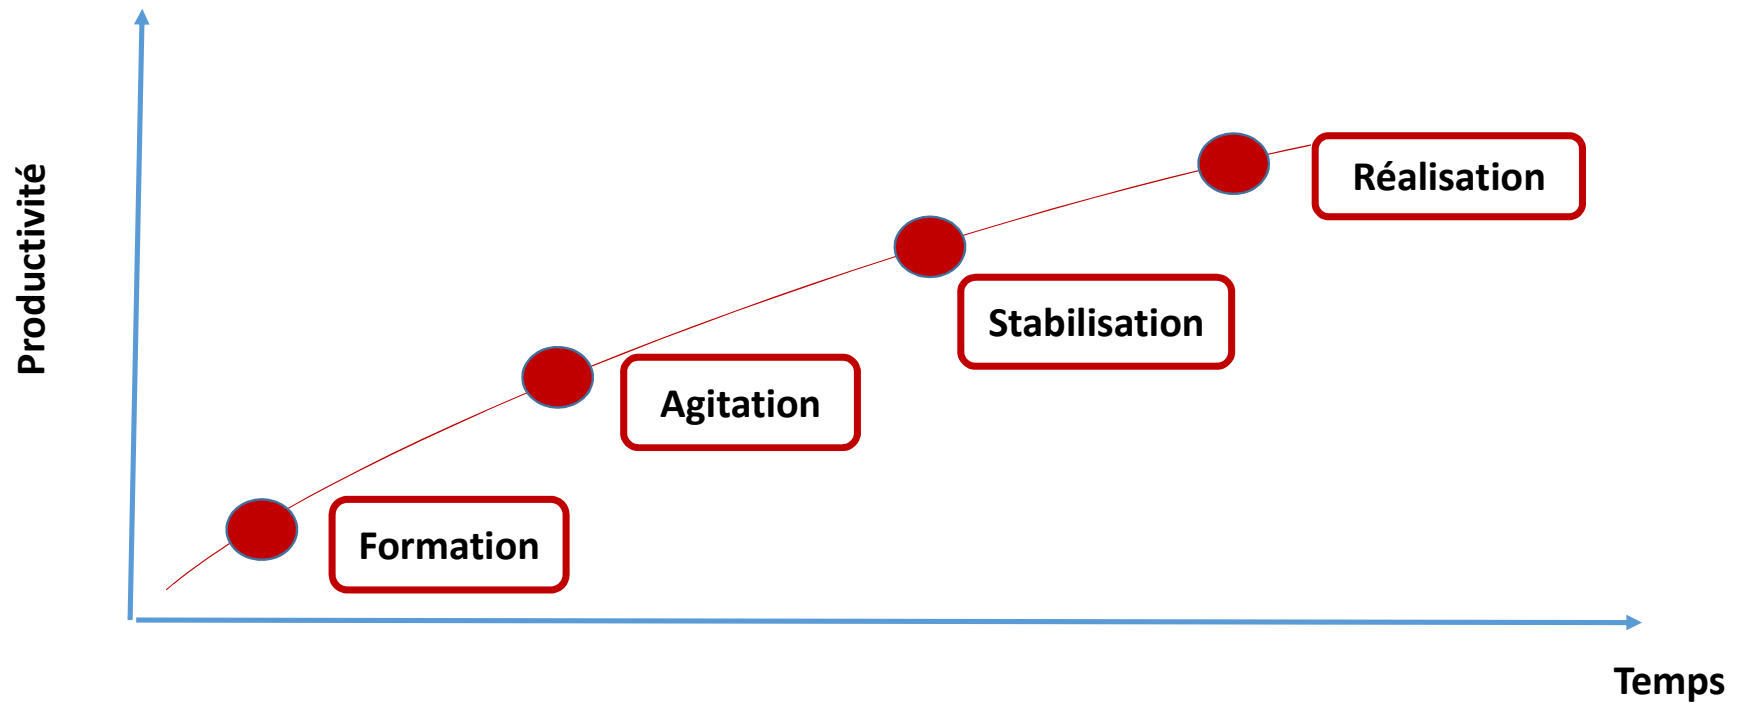 Productivité
Réalisation
Stabilisation
Agitation
Formation
Temps